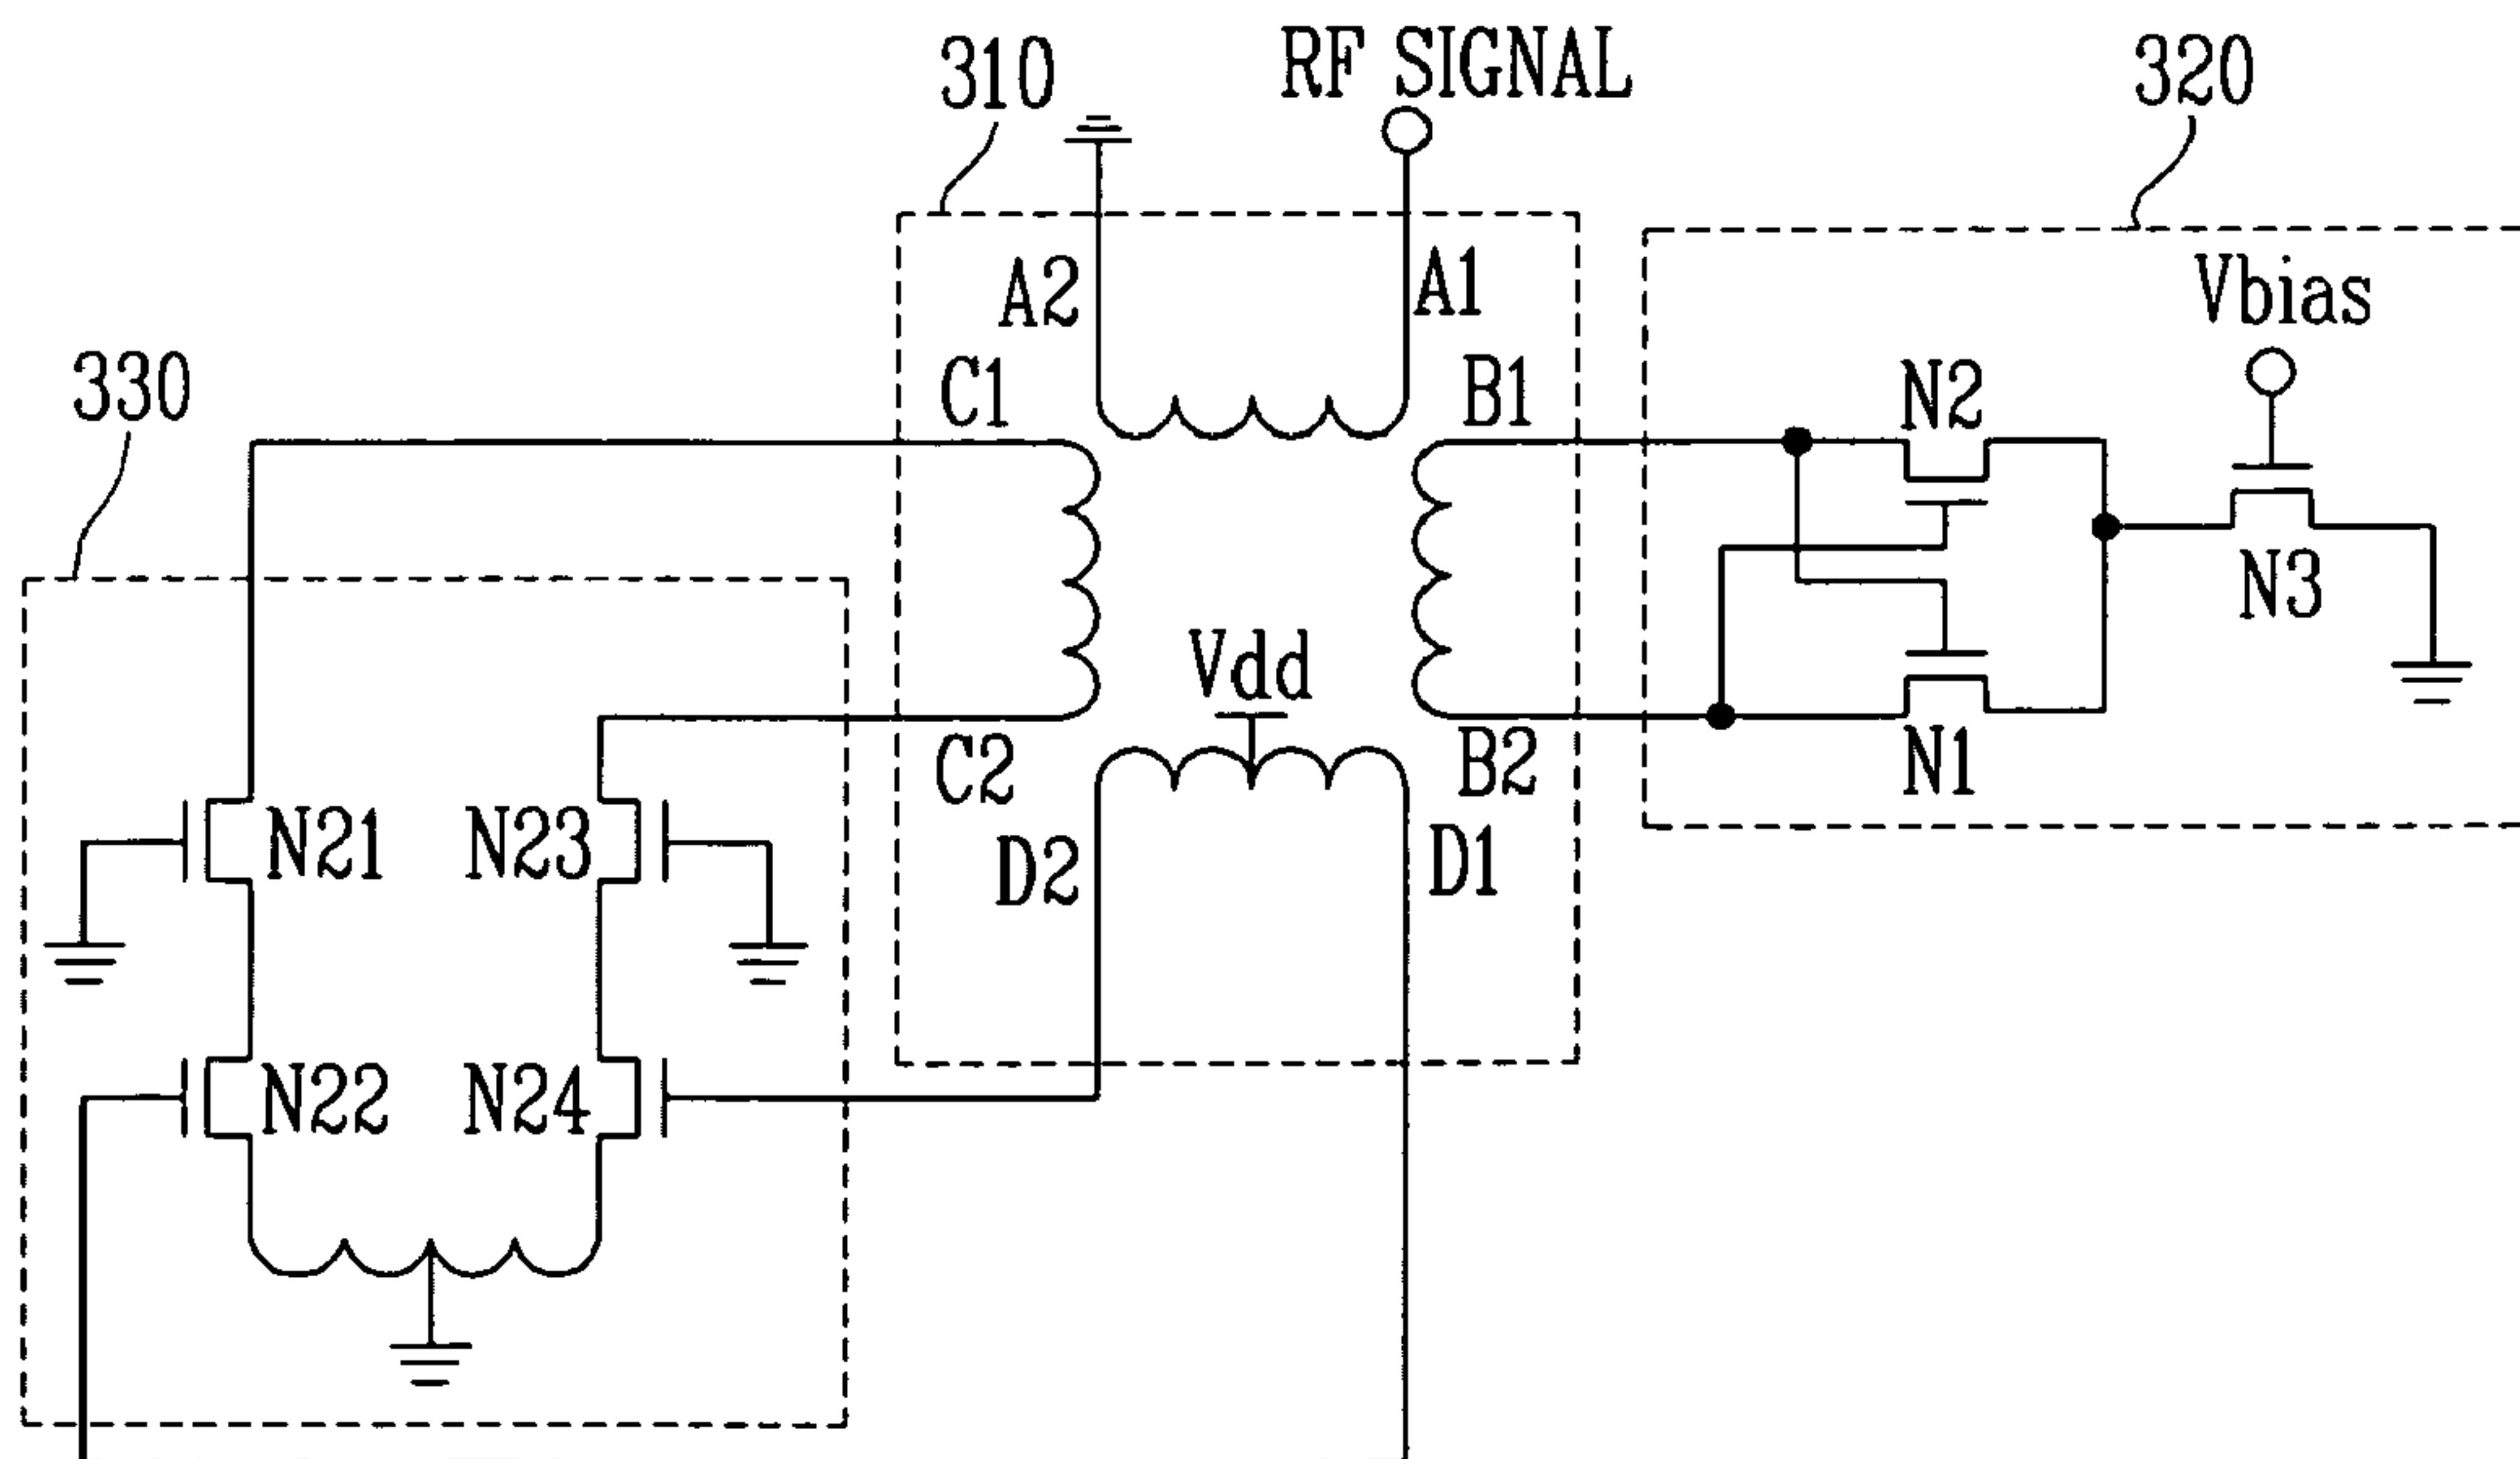 310
RF SIGNAL
320
A2
A1
Vbias
330
C1
B1
N2
N3
Vdd
C2
B2
N1
N21
N23
D2
D1
N22
N24